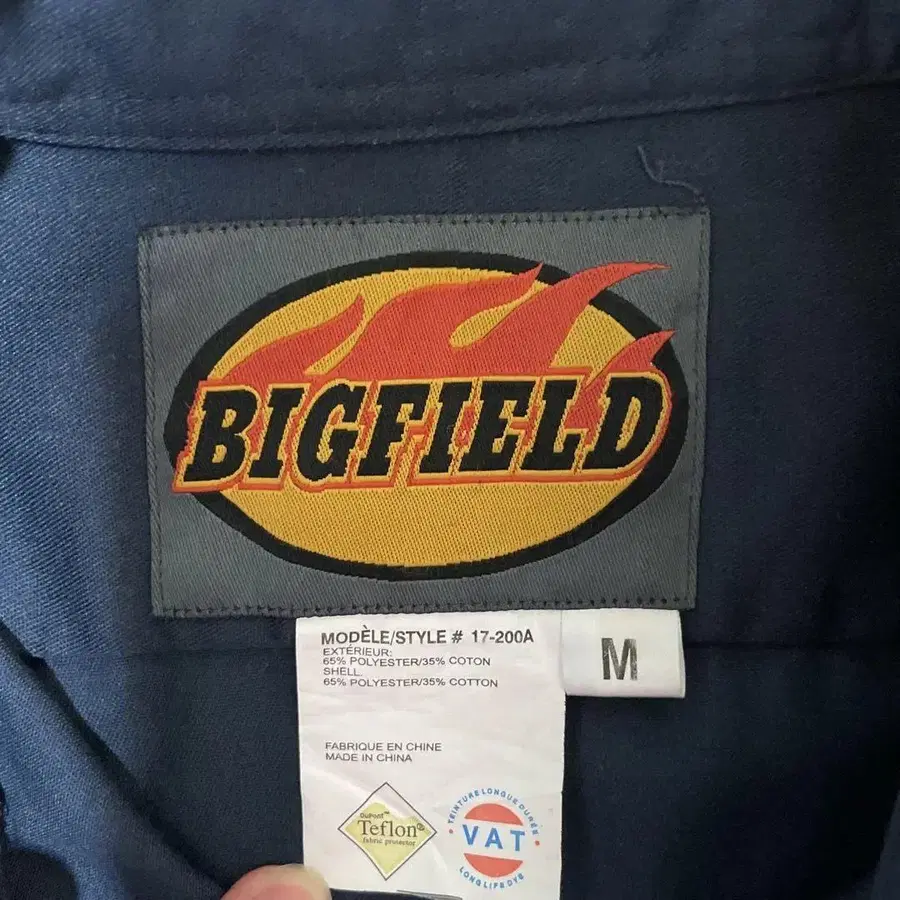 BIGFIELD
MODÈLE/STYLE # 17-200A
EXTÉRIEUR:
65% POLYESTER/35% COTON
SHELL.
65% POLYESTER/35% COTTON
M
FABRIQUE EN CHINE
MADE IN CHINA
DuPont™
Teflon®
fabric protector
TEINTURE LONGUE DURÉE
VAT
LONG LIFE DYE